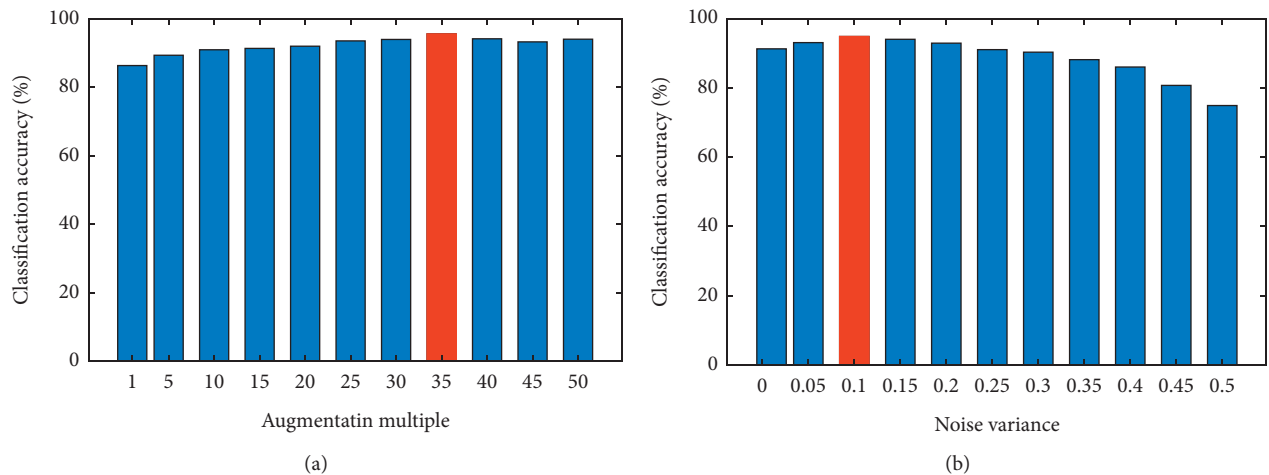 100
80
60
40
20
0
Classification accuracy (%)
1 5 10 15 20 25 30 35 40 45 50
Augmentatin multiple
(a)
100
80
60
40
20
0
Classification accuracy (%)
0 0.05 0.1 0.15 0.2 0.25 0.3 0.35 0.4 0.45 0.5
Noise variance
(b)